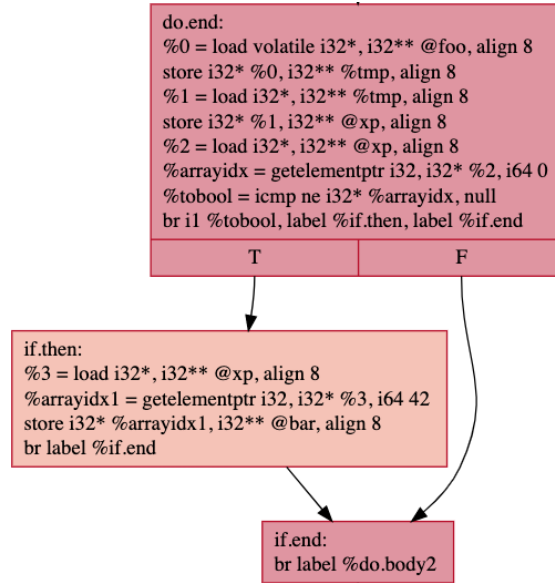 do.end:
%0 = load volatile i32*, i32** @foo, align 8
store i32* %0, i32** %tmp, align 8
%1 = load i32*, i32** %tmp, align 8
store i32* %1, i32** @xp, align 8
%2 = load i32*, i32** @xp, align 8
%arrayidx = getelementptr i32, i32* %2, i64 0
%tobool = icmp ne i32* %arrayidx, null
br i1 %tobool, label %if.then, label %if.end
T F
if.then:
%3 = load i32*, i32** @xp, align 8
%arrayidx1 = getelementptr i32, i32* %3, i64 42
store i32* %arrayidx1, i32** @bar, align 8
br label %if.end
if.end:
br label %do.body2